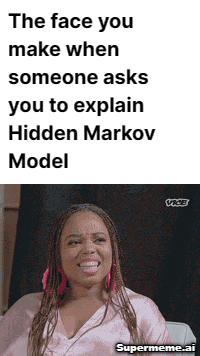 The face you
make when
someone asks
you to explain
Hidden Markov
Model
VICE
Supermeme.ai